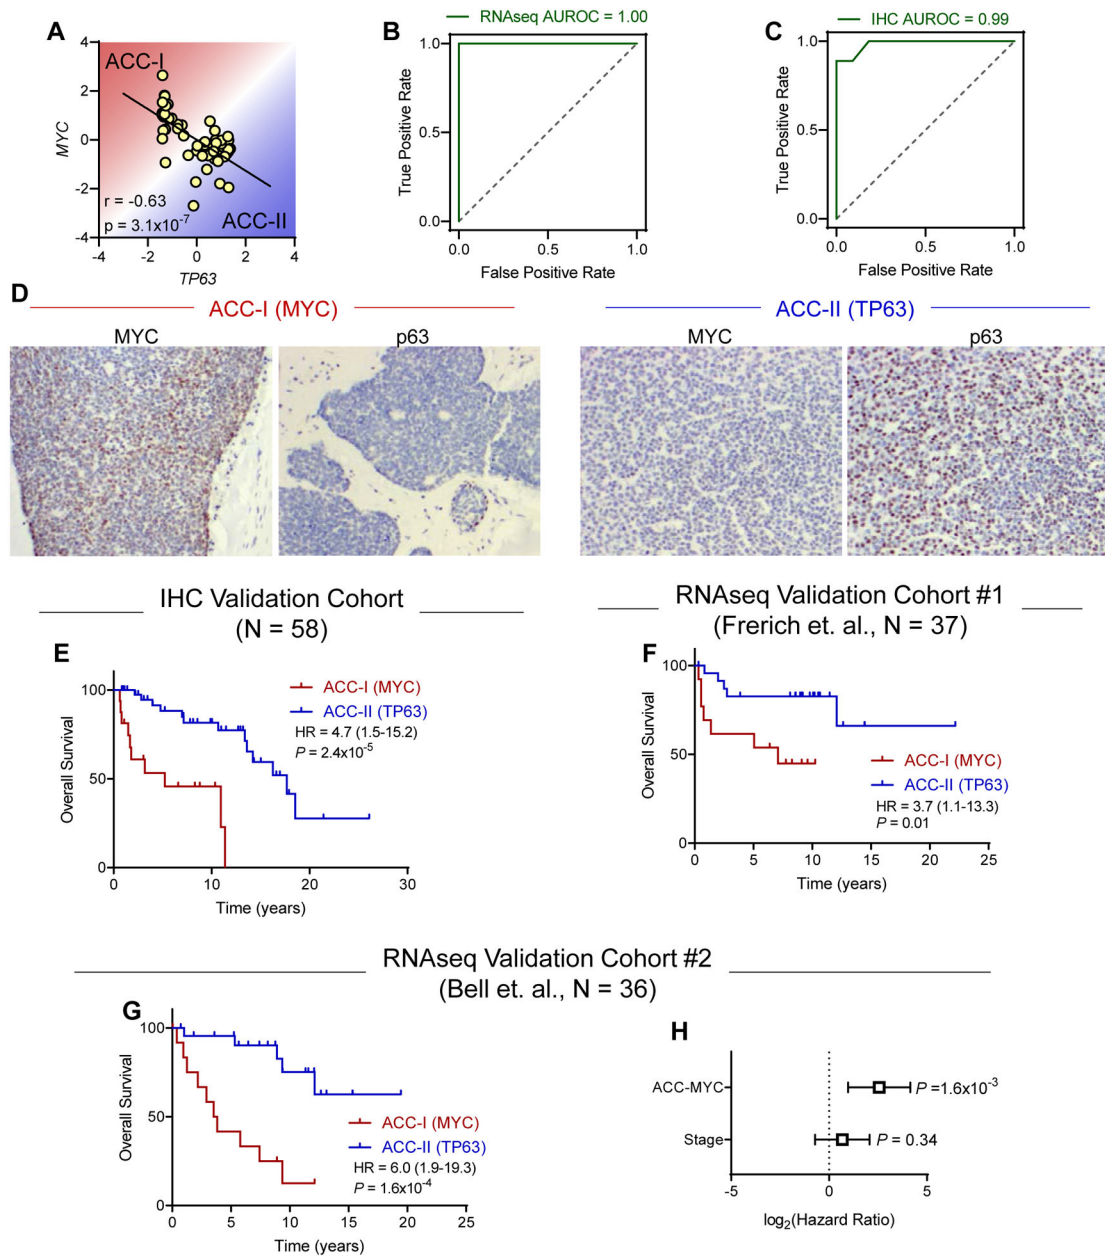 A
4
2
0
-2
-4
MYC
ACC-I
ACC-II
r = -0.63
p = 3.1x10-7
-4 -2 0 2 4
TP63
B
RNAseq AUROC = 1.00
1.0
0.5
0.0
True Positive Rate
0.0 0.5 1.0
False Positive Rate
C
IHC AUROC = 0.99
1.0
0.5
0.0
True Positive Rate
0.0 0.5 1.0
False Positive Rate
D
ACC-I (MYC)
MYC p63
ACC-II (TP63)
MYC p63
IHC Validation Cohort
(N = 58)
E
100
50
0
Overall Survival
ACC-I (MYC)
ACC-II (TP63)
HR = 4.7 (1.5-15.2)
P = 2.4x10-5
0 10 20 30
Time (years)
RNAseq Validation Cohort #1
(Frerich et. al., N = 37)
F
100
50
0
Overall Survival
ACC-I (MYC)
ACC-II (TP63)
HR = 3.7 (1.1-13.3)
P = 0.01
0 5 10 15 20 25
Time (years)
RNAseq Validation Cohort #2
(Bell et. al., N = 36)
G
100
50
0
Overall Survival
ACC-I (MYC)
ACC-II (TP63)
HR = 6.0 (1.9-19.3)
P = 1.6x10-4
0 5 10 15 20 25
Time (years)
H
ACC-MYC
P =1.6x10-3
Stage
P = 0.34
-5 0 5
log2(Hazard Ratio)